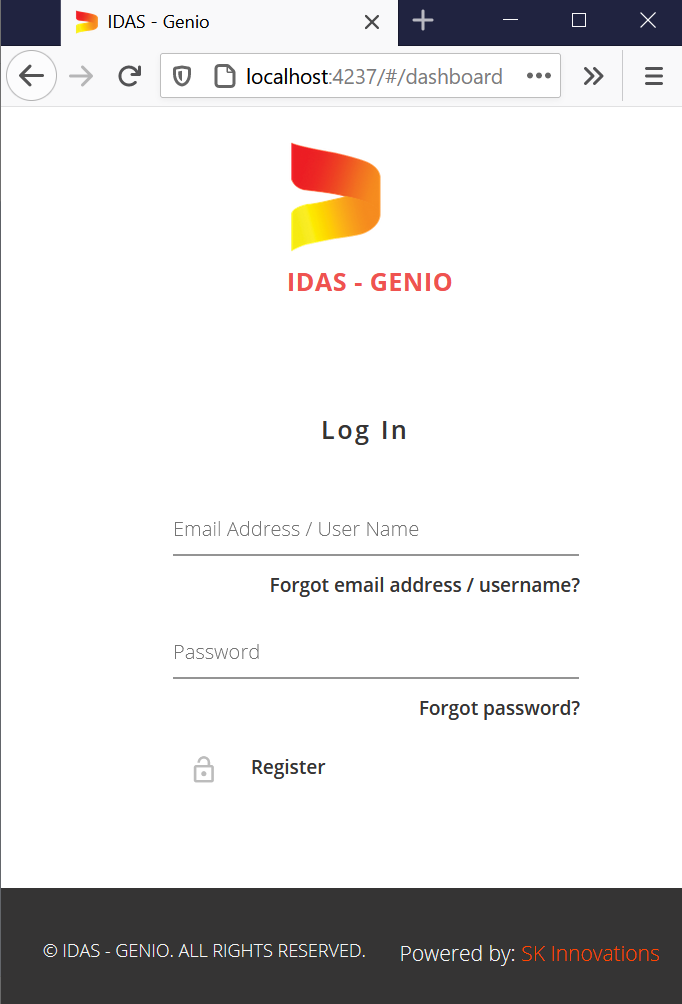 IDAS - Genio
localhost:4237/#/dashboard
IDAS - GENIO
Log In
Email Address / User Name
Forgot email address / username?
Password
Forgot password?
Register
© IDAS - GENIO. ALL RIGHTS RESERVED.
Powered by: SK Innovations